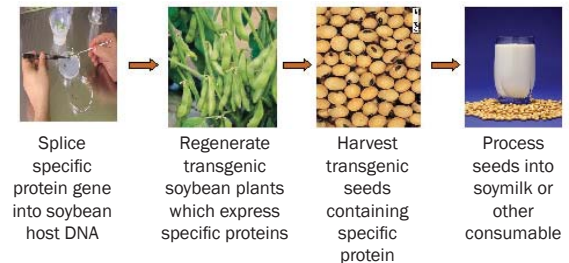 Splice
specific
protein gene
into soybean
host DNA
Regenerate
transgenic
soybean plants
which express
specific proteins
Harvest
transgenic
seeds
containing
specific
protein
Process
seeds into
soymilk or
other
consumable